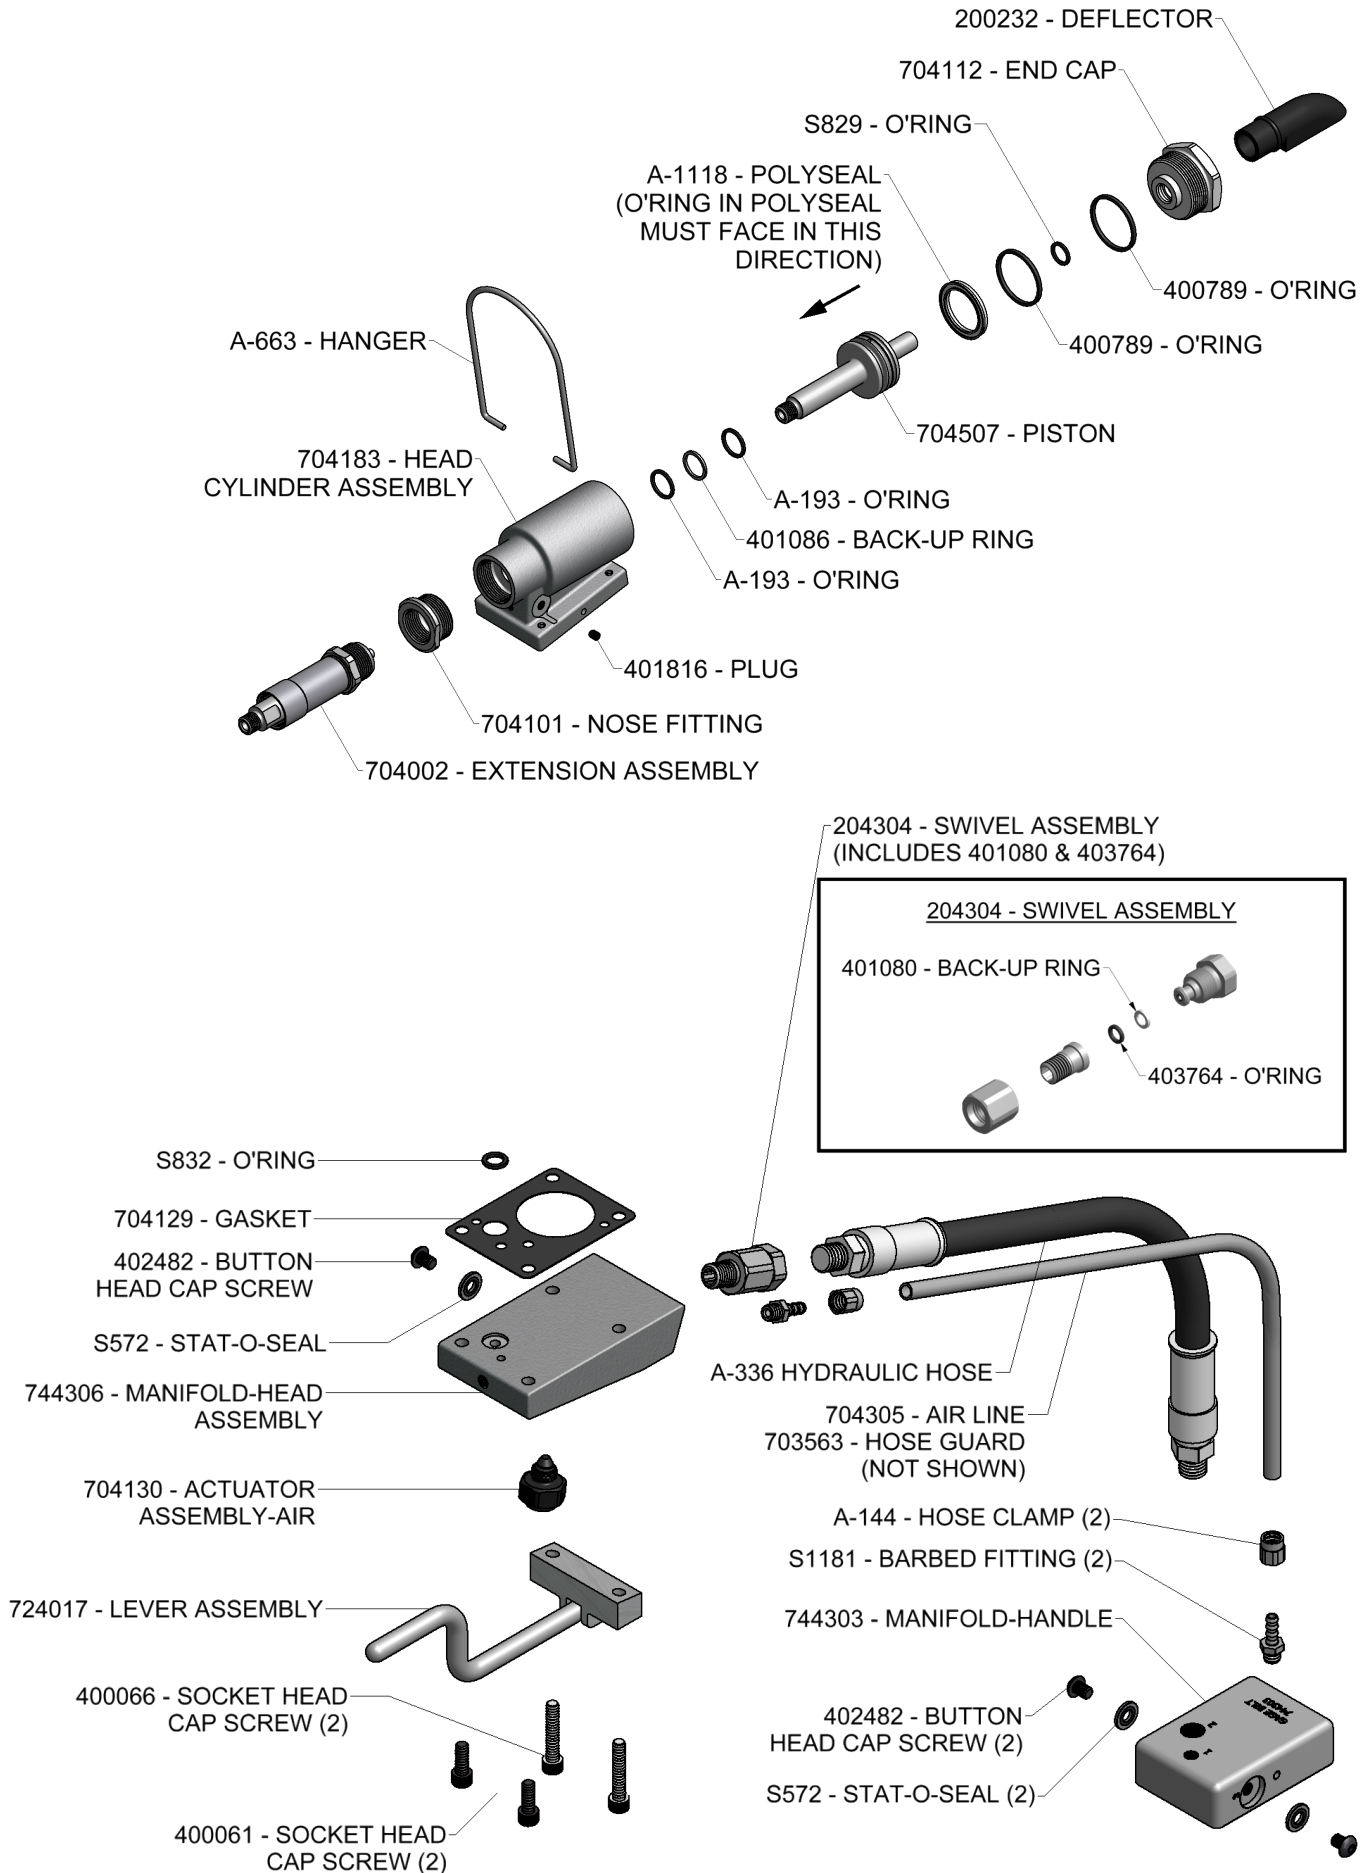 200232 - DEFLECTOR
704112 - END CAP
S829 - O'RING
A-1118 - POLYSEAL
(O'RING IN POLYSEAL
MUST FACE IN THIS
DIRECTION)
400789 - O'RING
400789 - O'RING
A-663 - HANGER
704507 - PISTON
704183 - HEAD
CYLINDER ASSEMBLY
A-193 - O'RING
401086 - BACK-UP RING
A-193 - O'RING
401816 - PLUG
704101 - NOSE FITTING
704002 - EXTENSION ASSEMBLY
204304 - SWIVEL ASSEMBLY
(INCLUDES 401080 & 403764)
204304 - SWIVEL ASSEMBLY
401080 - BACK-UP RING
403764 - O'RING
S832 - O'RING
704129 - GASKET
402482 - BUTTON
HEAD CAP SCREW
S572 - STAT-O-SEAL
744306 - MANIFOLD-HEAD
ASSEMBLY
704130 - ACTUATOR
ASSEMBLY-AIR
724017 - LEVER ASSEMBLY
400066 - SOCKET HEAD
CAP SCREW (2)
400061 - SOCKET HEAD
CAP SCREW (2)
A-336 HYDRAULIC HOSE
704305 - AIR LINE
703563 - HOSE GUARD
(NOT SHOWN)
A-144 - HOSE CLAMP (2)
S1181 - BARBED FITTING (2)
744303 - MANIFOLD-HANDLE
402482 - BUTTON
HEAD CAP SCREW (2)
S572 - STAT-O-SEAL (2)
GAGE BILT
744303
2
1